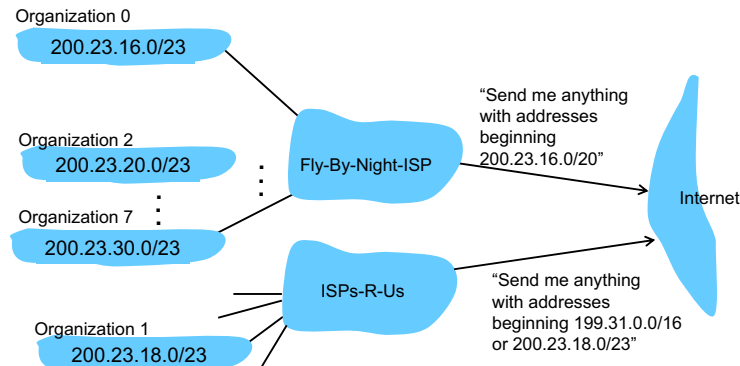 Organization 0
200.23.16.0/23
Organization 2
200.23.20.0/23
Organization 7
200.23.30.0/23
Fly-By-Night-ISP
“Send me anything
with addresses
beginning
200.23.16.0/20”
Internet
ISPs-R-Us
“Send me anything
with addresses
beginning 199.31.0.0/16
or 200.23.18.0/23”
Organization 1
200.23.18.0/23